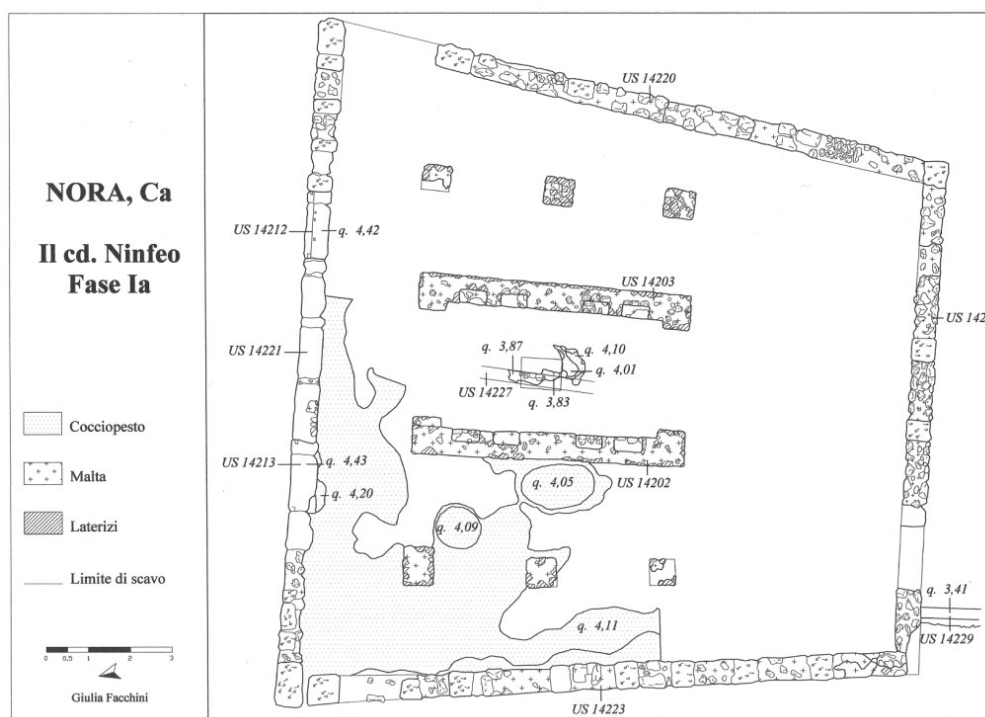 NORA, Ca
Il cd. Ninfeo
Fase Ia
Cocciopesto
Malta
Laterizi
Limite di scavo
0 0.5 1 2 3
Giulia Facchini
US 14220
US 14212
q. 4,42
US 14203
US 142
US 14221
q. 3,87
q. 4,10
q. 4,01
US 14227
q. 3,83
US 14213
q. 4,43
q. 4,20
q. 4,05
US 14202
q. 4,09
q. 4,11
q. 3,41
US 14229
US 14223